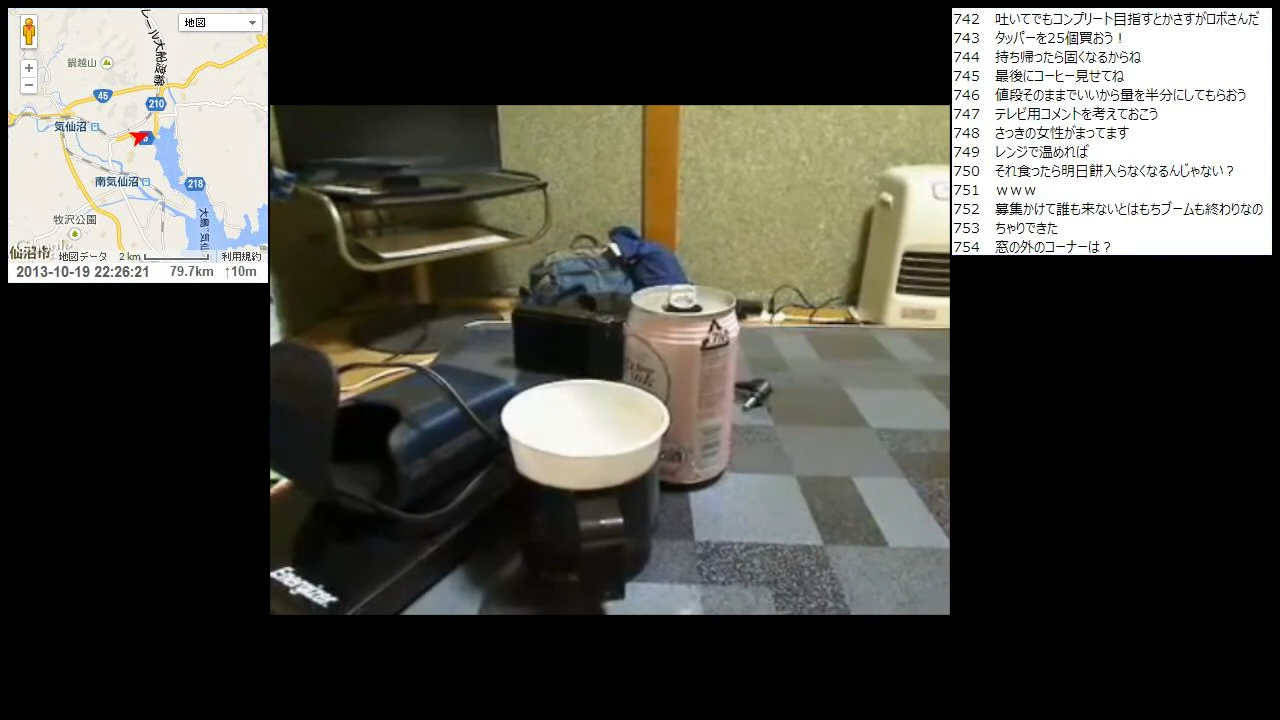 地図
レール大船渡線
鍋越山
45
210
気仙沼
南気仙沼
218
牧沢公園
大島(気仙
仙沼市
地図データ
2 km
利用規約
2013-10-19 22:26:21 79.7km ↑10m
Energizer
742 吐いてでもコンプリート目指すとかさすがロボさんだ
743 タッパーを25個買おう！
744 持ち帰ったら固くなるからね
745 最後にコーヒー見せてね
746 値段そのままでいいから量を半分にしてもらおう
747 テレビ用コメントを考えておこう
748 さっきの女性がまってます
749 レンジで温めれば
750 それ食ったら明日餅入らなくなるんじゃない？
751 ｗｗｗ
752 募集かけて誰も来ないとはもちブームも終わりなの
753 ちゃりできた
754 窓の外のコーナーは？